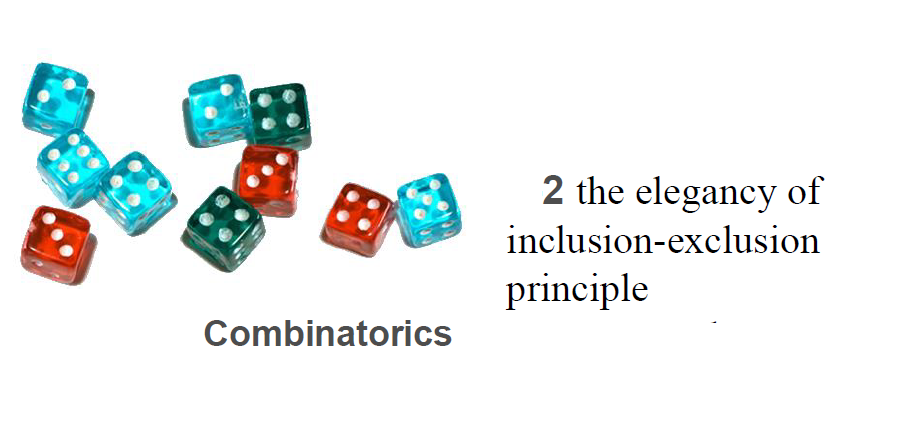 2 the elegancy of
inclusion-exclusion
principle
Combinatorics